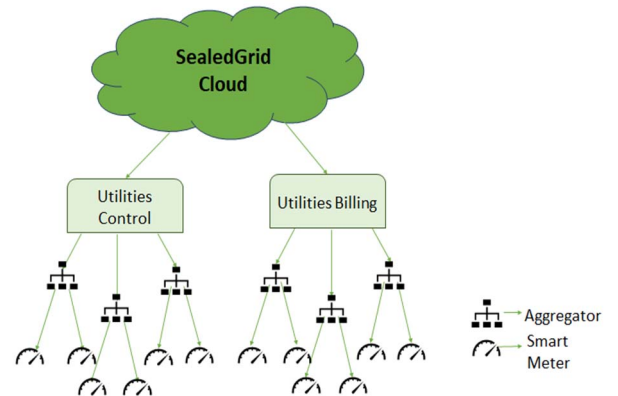 SealedGrid
Cloud
Utilities
Control
Utilities Billing
Aggregator
Smart
Meter